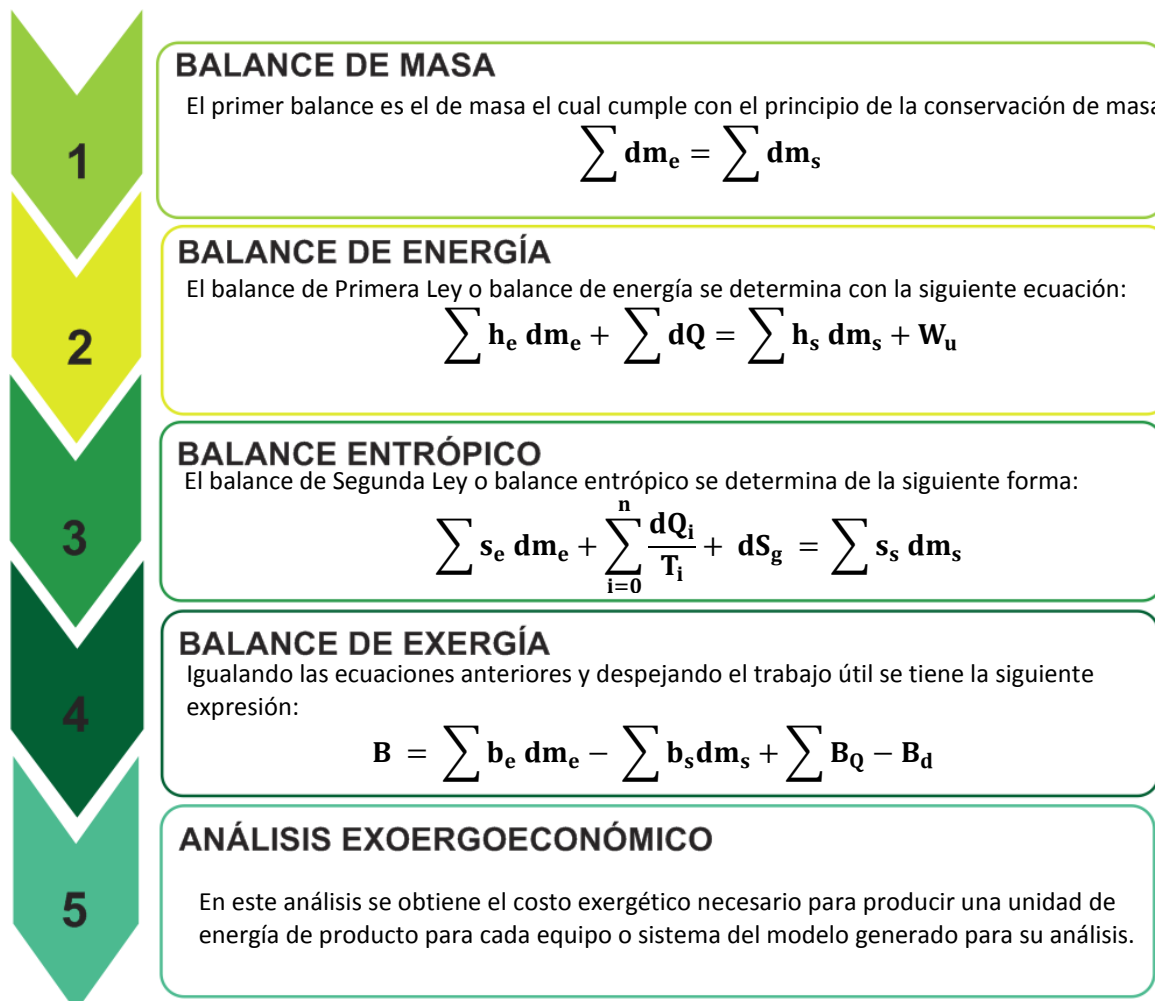 1
BALANCE DE MASA
El primer balance es el de masa el cual cumple con el principio de la conservación de masa
∑ dmₑ = ∑ dmₛ
2
BALANCE DE ENERGÍA
El balance de Primera Ley o balance de energía se determina con la siguiente ecuación:
∑ hₑ dmₑ + ∑ dQ = ∑ hₛ dmₛ + Wᵤ
3
BALANCE ENTRÓPICO
El balance de Segunda Ley o balance entrópico se determina de la siguiente forma:
∑ sₑ dmₑ + ∑_{i=0}^{n} dQᵢ/Tᵢ + dS_g = ∑ sₛ dmₛ
4
BALANCE DE EXERGÍA
Igualando las ecuaciones anteriores y despejando el trabajo útil se tiene la siguiente
expresión:
B = ∑ bₑ dmₑ − ∑ bₛdmₛ + ∑ B_Q − B_d
5
ANÁLISIS EXOERGOECONÓMICO
En este análisis se obtiene el costo exergético necesario para producir una unidad de
energía de producto para cada equipo o sistema del modelo generado para su análisis.